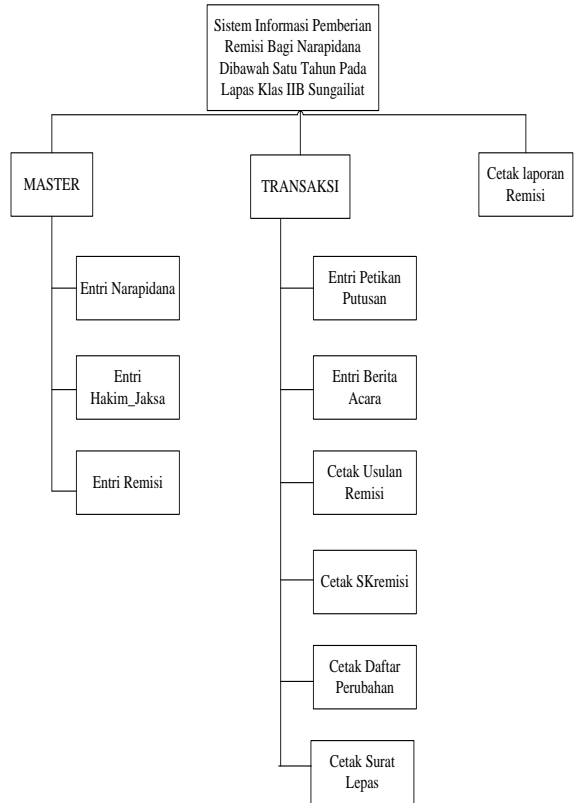 Sistem Informasi Pemberian
Remisi Bagi Narapidana
Dibawah Satu Tahun Pada
Lapas Klas IIB Sungailiat
MASTER
TRANSAKSI
Cetak laporan
Remisi
Entri Narapidana
Entri
Hakim_Jaksa
Entri Remisi
Entri Petikan
Putusan
Entri Berita
Acara
Cetak Usulan
Remisi
Cetak SKremisi
Cetak Daftar
Perubahan
Cetak Surat
Lepas